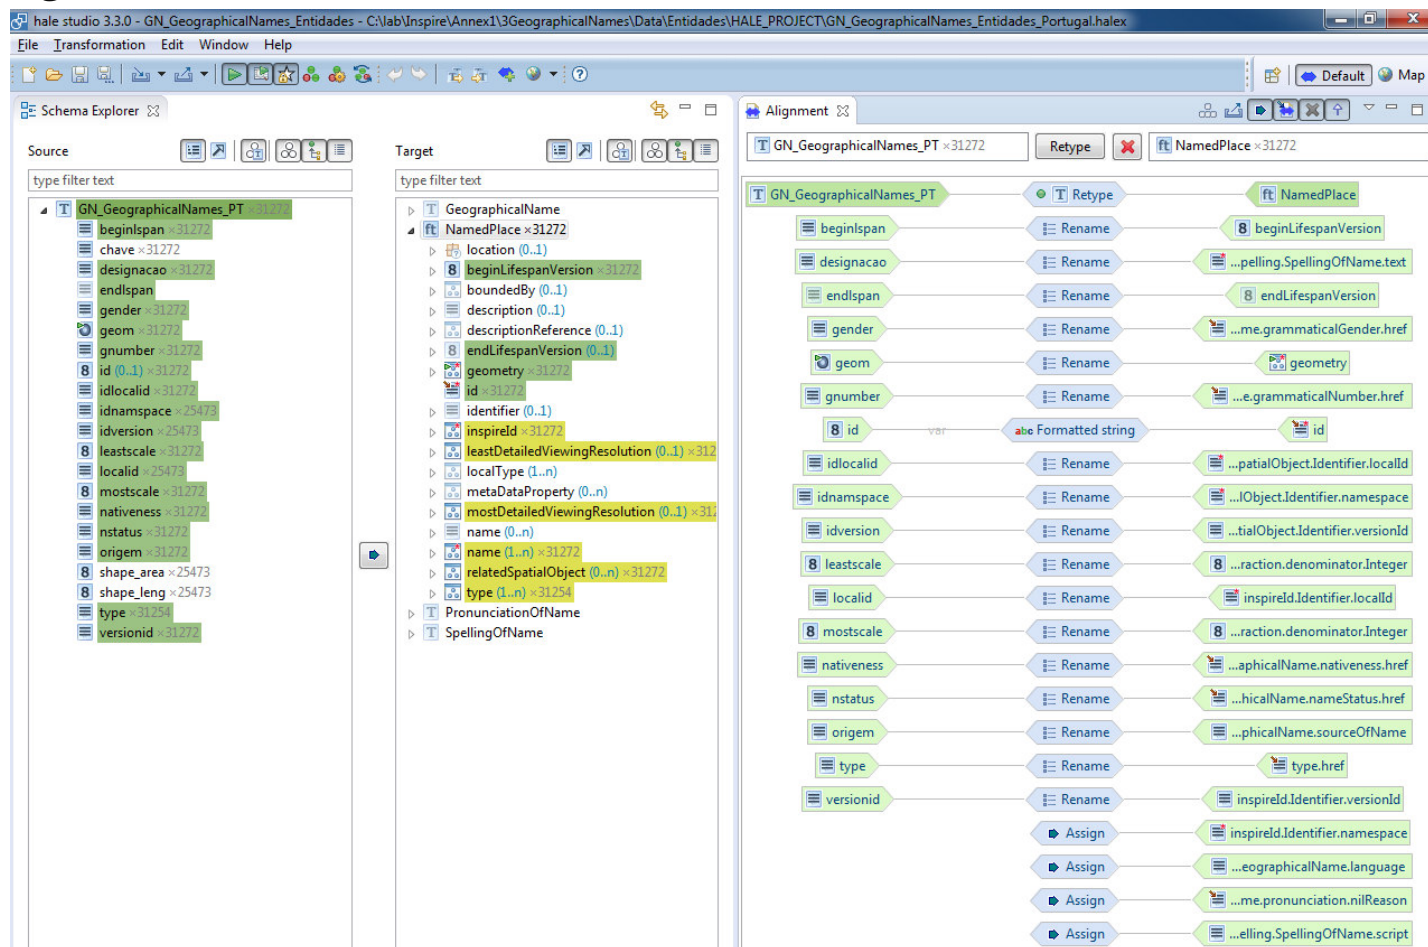 hale studio 3.3.0 - GN_GeographicalNames_Entidades - C:\lab\Inspire\Annex1\3GeographicalNames\Data\Entidades\HALE_PROJECT\GN_GeographicalNames_Entidades_Portugal.halex
File Transformation Edit Window Help
Default Map
Schema Explorer
Source
type filter text
GN_GeographicalNames_PT ×31272
beginlspan ×31272
chave ×31272
designacao ×31272
endlspan
gender ×31272
geom ×31272
gnumber ×31272
id (0..1) ×31272
idlocalid ×31272
idnamspace ×25473
idversion ×25473
leastscale ×31272
localid ×25473
mostscale ×31272
nativeness ×31272
nstatus ×31272
origem ×31272
shape_area ×25473
shape_leng ×25473
type ×31254
versionid ×31272
Target
type filter text
GeographicalName
NamedPlace ×31272
location (0..1)
beginLifespanVersion ×31272
boundedBy (0..1)
description (0..1)
descriptionReference (0..1)
endLifespanVersion (0..1)
geometry ×31272
id ×31272
identifier (0..1)
inspireId ×31272
leastDetailedViewingResolution (0..1) ×312
localType (1..n)
metaDataProperty (0..n)
mostDetailedViewingResolution (0..1) ×312
name (0..n)
name (1..n) ×31272
relatedSpatialObject (0..n) ×31272
type (1..n) ×31254
PronunciationOfName
SpellingOfName
Alignment
GN_GeographicalNames_PT ×31272 Retype NamedPlace ×31272
GN_GeographicalNames_PT Retype NamedPlace
beginlspan Rename beginLifespanVersion
designacao Rename ...pelling.SpellingOfName.text
endlspan Rename endLifespanVersion
gender Rename ...me.grammaticalGender.href
geom Rename geometry
gnumber Rename ...e.grammaticalNumber.href
id var abc Formatted string id
idlocalid Rename ...patialObject.Identifier.localId
idnamspace Rename ...lObject.Identifier.namespace
idversion Rename ...tialObject.Identifier.versionId
leastscale Rename ...raction.denominator.Integer
localid Rename inspireId.Identifier.localId
mostscale Rename ...raction.denominator.Integer
nativeness Rename ...aphicalName.nativeness.href
nstatus Rename ...hicalName.nameStatus.href
origem Rename ...phicalName.sourceOfName
type Rename type.href
versionid Rename inspireId.Identifier.versionId
Assign inspireId.Identifier.namespace
Assign ...eographicalName.language
Assign ...me.pronunciation.nilReason
Assign ...elling.SpellingOfName.script